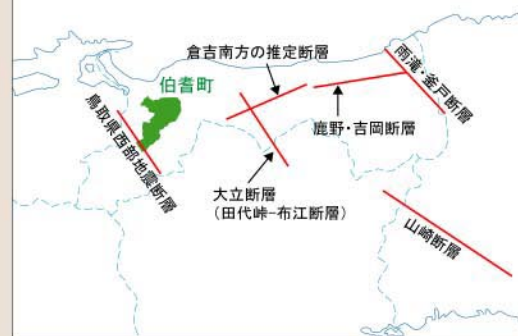 倉吉南方の推定断層
雨滝・釜戸断層
伯耆町
鹿野・吉岡断層
鳥取県西部地震断層
大立断層
(田代峠-布江断層)
山崎断層